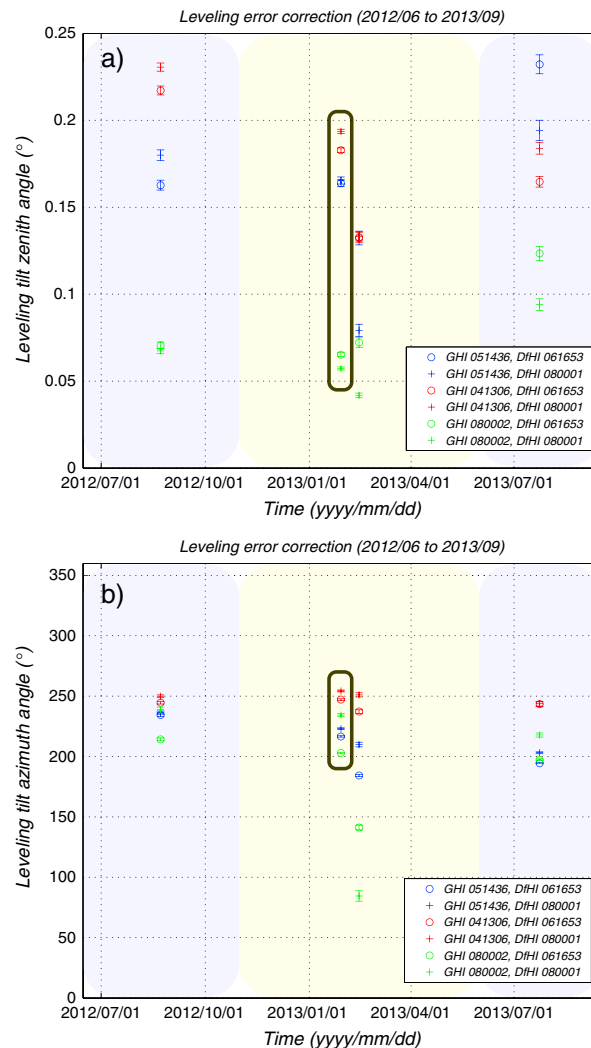 Leveling error correction (2012/06 to 2013/09)
a)
Leveling tilt zenith angle (°)
0.25
0.2
0.15
0.1
0.05
0
GHI 051436, DfHI 061653
GHI 051436, DfHI 080001
GHI 041306, DfHI 061653
GHI 041306, DfHI 080001
GHI 080002, DfHI 061653
GHI 080002, DfHI 080001
2012/07/01 2012/10/01 2013/01/01 2013/04/01 2013/07/01
Time (yyyy/mm/dd)
Leveling error correction (2012/06 to 2013/09)
b)
Leveling tilt azimuth angle (°)
350
300
250
200
150
100
50
0
GHI 051436, DfHI 061653
GHI 051436, DfHI 080001
GHI 041306, DfHI 061653
GHI 041306, DfHI 080001
GHI 080002, DfHI 061653
GHI 080002, DfHI 080001
2012/07/01 2012/10/01 2013/01/01 2013/04/01 2013/07/01
Time (yyyy/mm/dd)